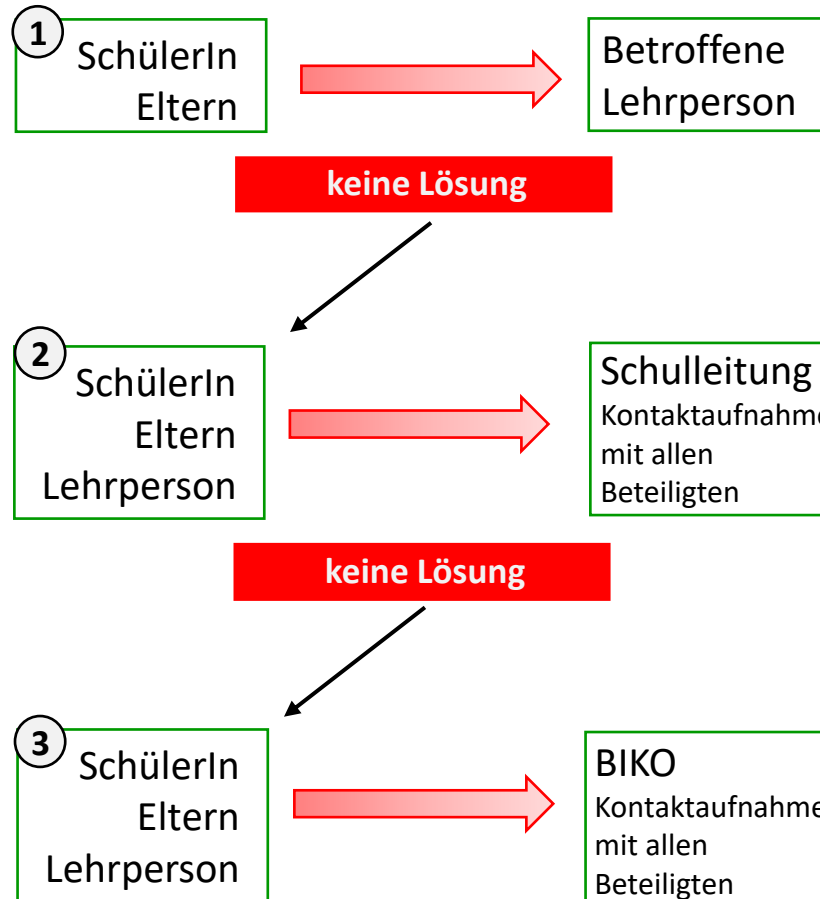 1
SchülerIn
Eltern
Betroffene
Lehrperson
keine Lösung
2
SchülerIn
Eltern
Lehrperson
Schulleitung
Kontaktaufnahme
mit allen
Beteiligten
keine Lösung
3
SchülerIn
Eltern
Lehrperson
BIKO
Kontaktaufnahme
mit allen
Beteiligten